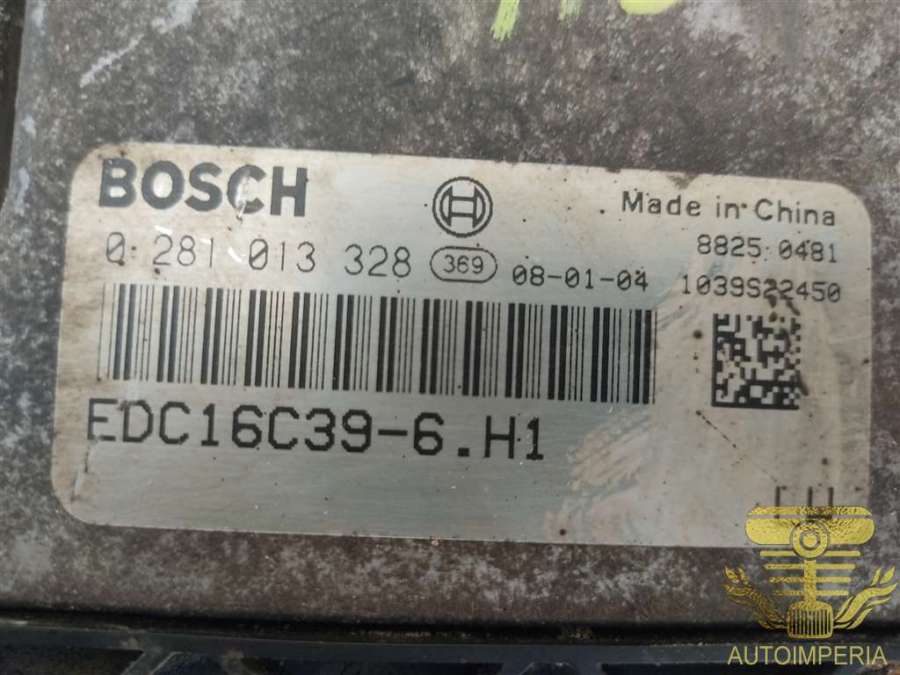 BOSCH
Made in China
0 281 013 328 369 08-01-04
8825 0481
1039S22450
EDC16C39-6.H1
AUTOIMPERIA